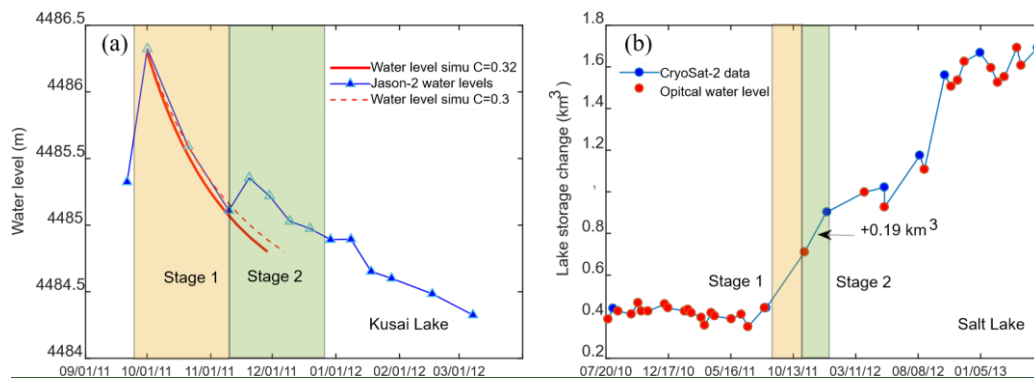 4486.5
4486
4485.5
4485
4484.5
4484
Water level (m)
(a)
Water level simu C=0.32
Jason-2 water levels
Water level simu C=0.3
Stage 1
Stage 2
Kusai Lake
09/01/11 10/01/11 11/01/11 12/01/11 01/01/12 02/01/12 03/01/12
1.8
1.6
1.4
1.2
0.8
0.6
0.4
0.2
Lake storage change (km3)
(b)
CryoSat-2 data
Opitcal water level
+0.19 km3
Stage 1
Stage 2
Salt Lake
07/20/10 12/17/10 05/16/11 10/13/11 03/11/12 08/08/12 01/05/13